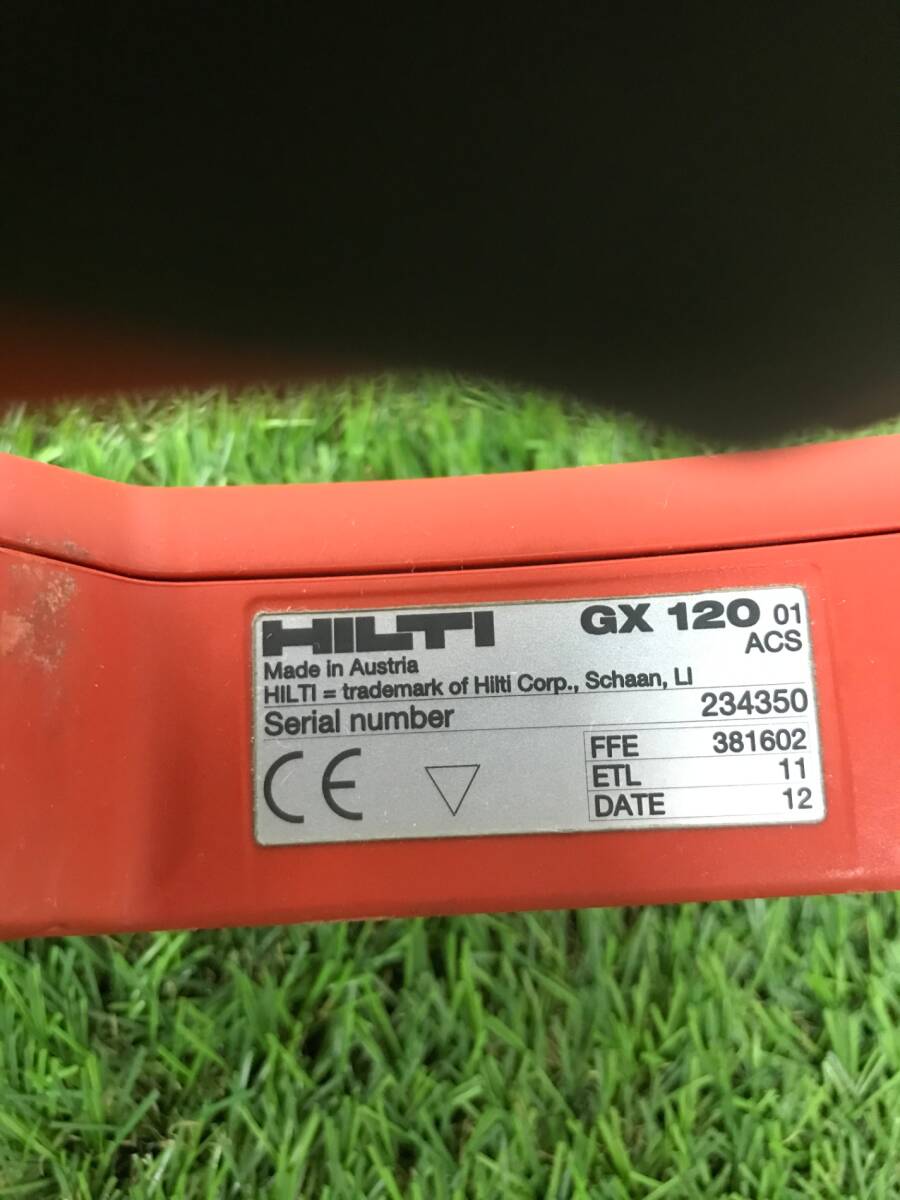 HILTI GX 120 01
ACS
Made in Austria
HILTI = trademark of Hilti Corp., Schaan, LI
Serial number 234350
FFE 381602
ETL 11
DATE 12
CE